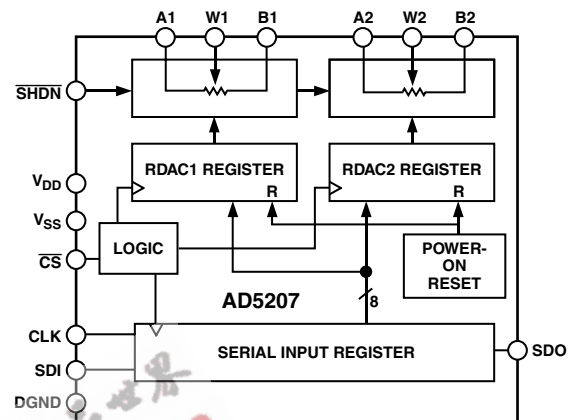 A1 W1 B1 A2 W2 B2
SHDN
RDAC1 REGISTER
R
RDAC2 REGISTER
R
VDD
VSS
CS
LOGIC
POWER-
ON
RESET
AD5207
8
CLK
SDI
DGND
SERIAL INPUT REGISTER
SDO